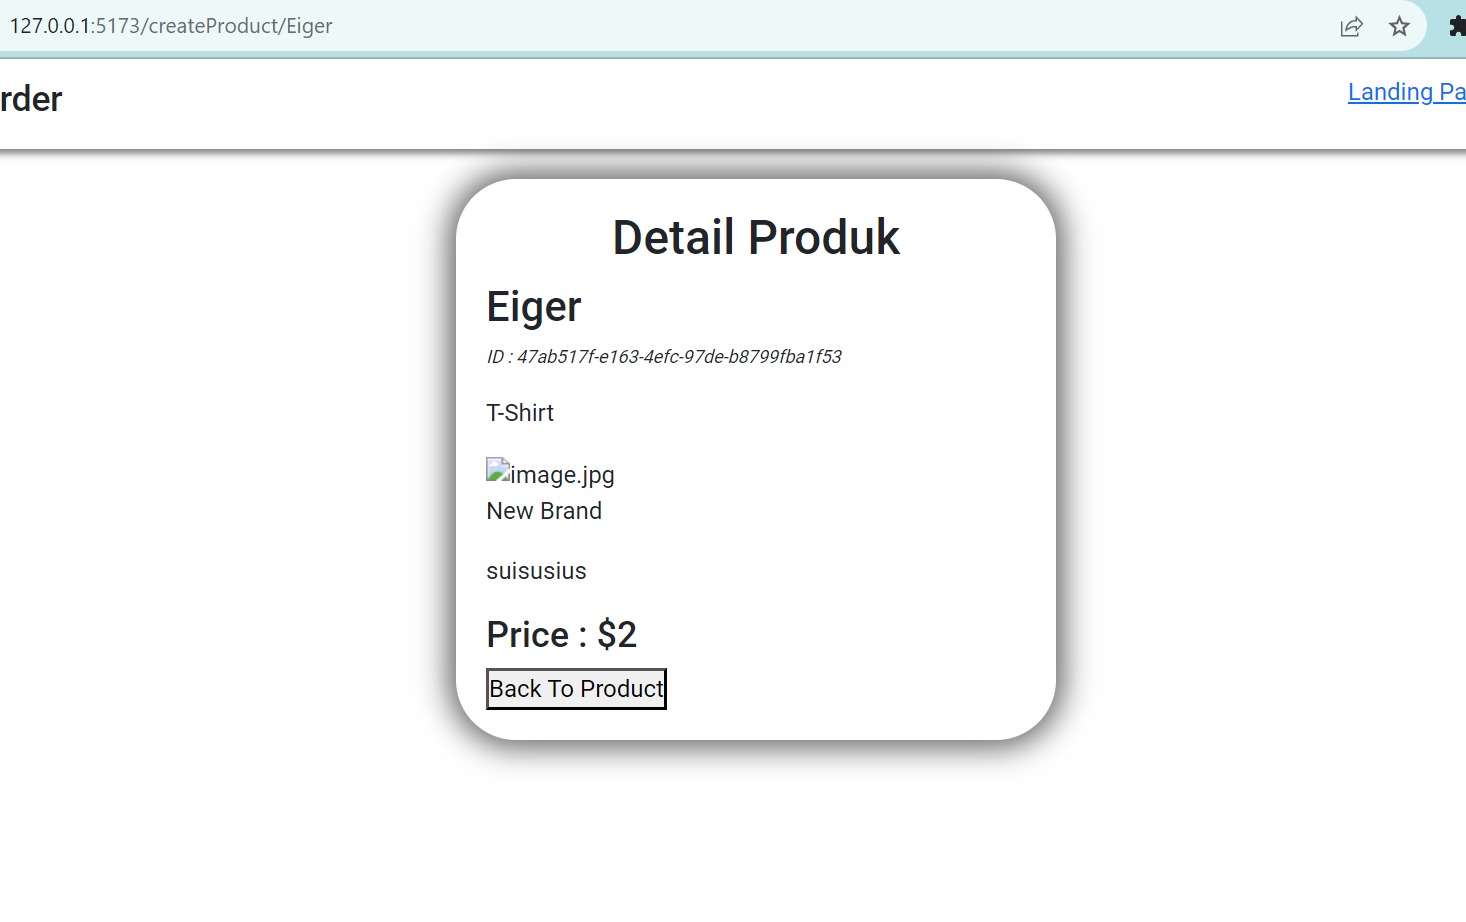 127.0.0.1:5173/createProduct/Eiger
rder
Landing Pa
Detail Produk
Eiger
ID : 47ab517f-e163-4efc-97de-b8799fba1f53
T-Shirt
image.jpg
New Brand
suisusius
Price : $2
Back To Product